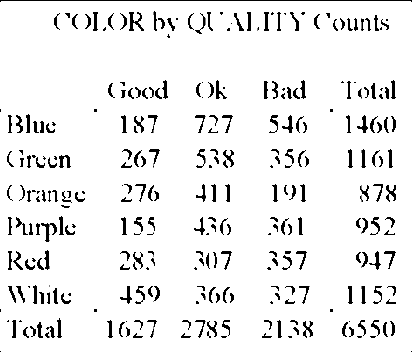 COLOR by QUALITY Counts
Good Ok Bad Total
Blue 187 727 546 1460
Green 267 538 356 1161
Orange 276 411 191 878
Purple 155 436 361 952
Red 283 307 357 947
White 459 366 327 1152
Total 1627 2785 2138 6550